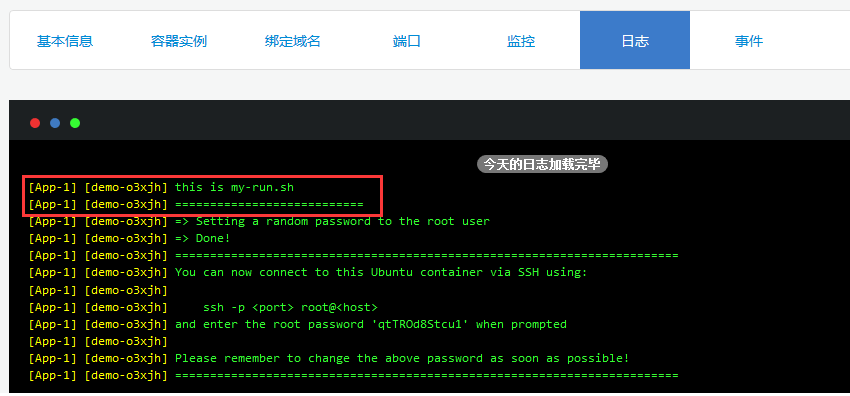 基本信息 容器实例 绑定域名 端口 监控 日志 事件
今天的日志加载完毕
[App-1] [demo-o3xjh] this is my-run.sh
[App-1] [demo-o3xjh] ===========================
[App-1] [demo-o3xjh] => Setting a random password to the root user
[App-1] [demo-o3xjh] => Done!
[App-1] [demo-o3xjh] ========================================================================
[App-1] [demo-o3xjh] You can now connect to this Ubuntu container via SSH using:
[App-1] [demo-o3xjh]
[App-1] [demo-o3xjh]     ssh -p <port> root@<host>
[App-1] [demo-o3xjh] and enter the root password 'qtTROd8Stcu1' when prompted
[App-1] [demo-o3xjh]
[App-1] [demo-o3xjh] Please remember to change the above password as soon as possible!
[App-1] [demo-o3xjh] ========================================================================